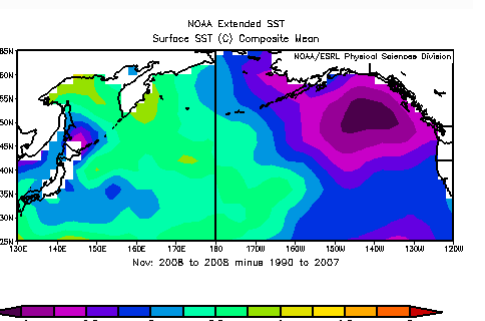 NOAA Extended SST
Surface SST (C) Composite Mean
NOAA/ESRL Physical Sciences Division
65N
60N
55N
50N
45N
40N
35N
30N
25N
130E 140E 150E 160E 170E 180 170W 160W 150W 140W 130W 120W
Nov: 2008 to 2008 minus 1990 to 2007